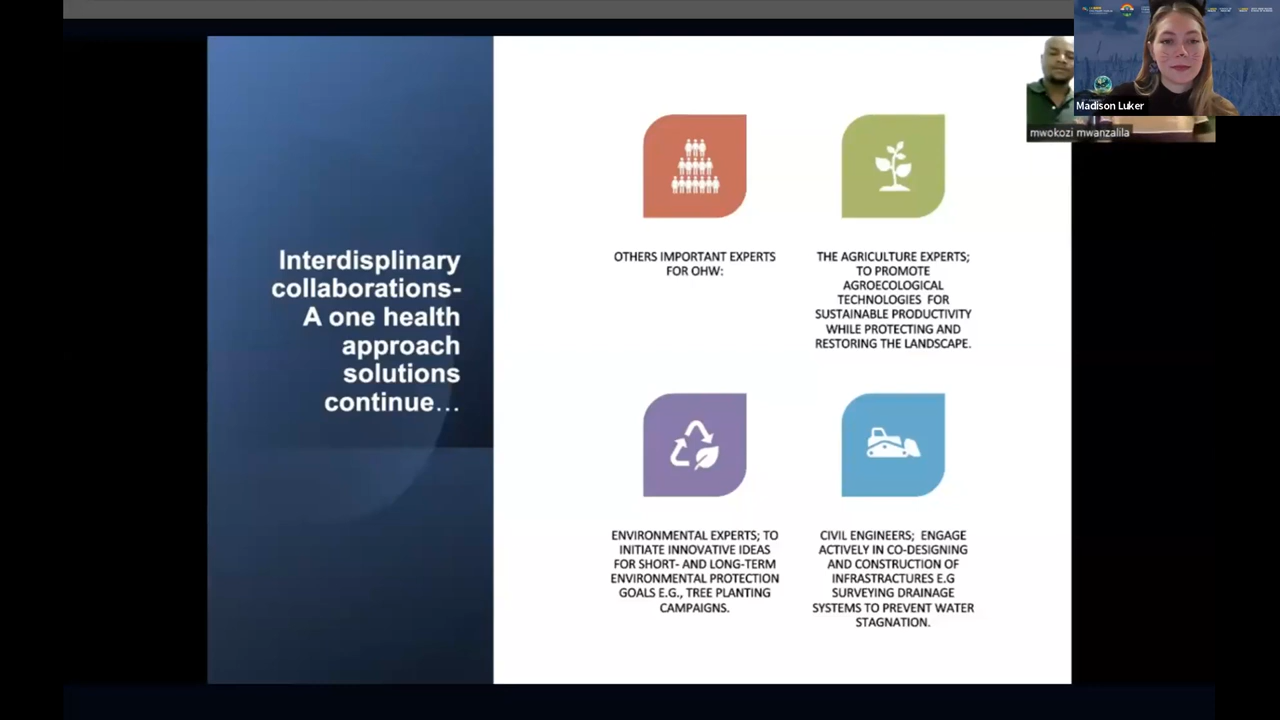 Interdisplinary
collaborations-
A one health
approach
solutions
continue...
OTHERS IMPORTANT EXPERTS
FOR OHW:
THE AGRICULTURE EXPERTS;
TO PROMOTE
AGROECOLOGICAL
TECHNOLOGIES FOR
SUSTAINABLE PRODUCTIVITY
WHILE PROTECTING AND
RESTORING THE LANDSCAPE.
ENVIRONMENTAL EXPERTS; TO
INITIATE INNOVATIVE IDEAS
FOR SHORT- AND LONG-TERM
ENVIRONMENTAL PROTECTION
GOALS E.G., TREE PLANTING
CAMPAIGNS.
CIVIL ENGINEERS; ENGAGE
ACTIVELY IN CO-DESIGNING
AND CONSTRUCTION OF
INFRASTRACTURES E.G
SURVEYING DRAINAGE
SYSTEMS TO PREVENT WATER
STAGNATION.
Madison Luker
mwokozi mwanzalila